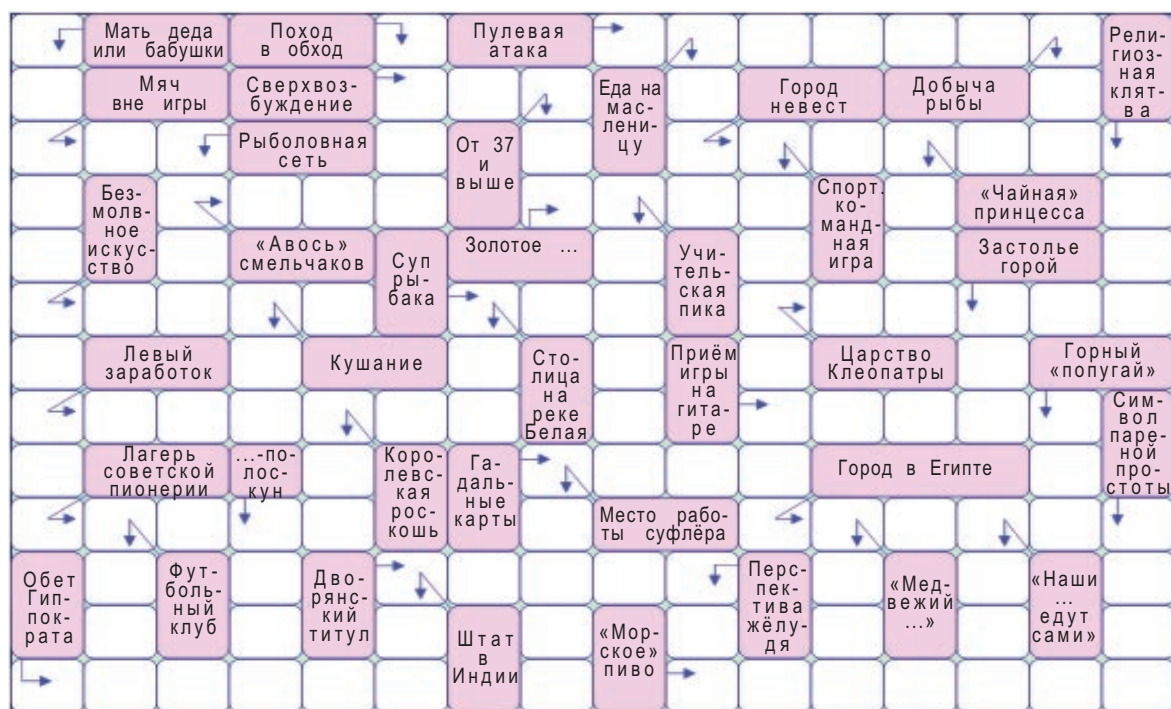 Мать деда
или бабушки
Поход
в обход
Пулевая
атака
Рели-
гиоз-
ная
клят-
ва
Мяч
вне игры
Сверхвоз-
буждение
Еда на
мас-
лени-
цу
Город
невест
Добыча
рыбы
Рыболовная
сеть
От 37
и
выше
Без-
молв-
ное
искус-
ство
Спорт.
ко-
манд-
ная
игра
«Чайная»
принцесса
«Авось»
смельчаков
Суп
ры-
бака
Золотое ...
Учи-
тель-
ская
пика
Застолье
горой
Левый
заработок
Кушание
Сто-
лица
на
реке
Белая
Приём
игры
на
гита-
ре
Царство
Клеопатры
Горный
«попугай»
Сим-
вол
паре-
ной
про-
стоты
Лагерь
советской
пионерии
...-по-
лос-
кун
Коро-
лев-
ская
рос-
кошь
Га-
даль-
ные
карты
Город в Египте
Место рабо-
ты суфлёра
Обет
Гип-
пок-
рата
Фут-
боль-
ный
клуб
Дво-
рян-
ский
титул
Перс-
пек-
тива
жёлу-
дя
«Мед-
вежий
...»
«Наши
...
едут
сами»
Штат
в
Индии
«Мор-
ское»
пиво